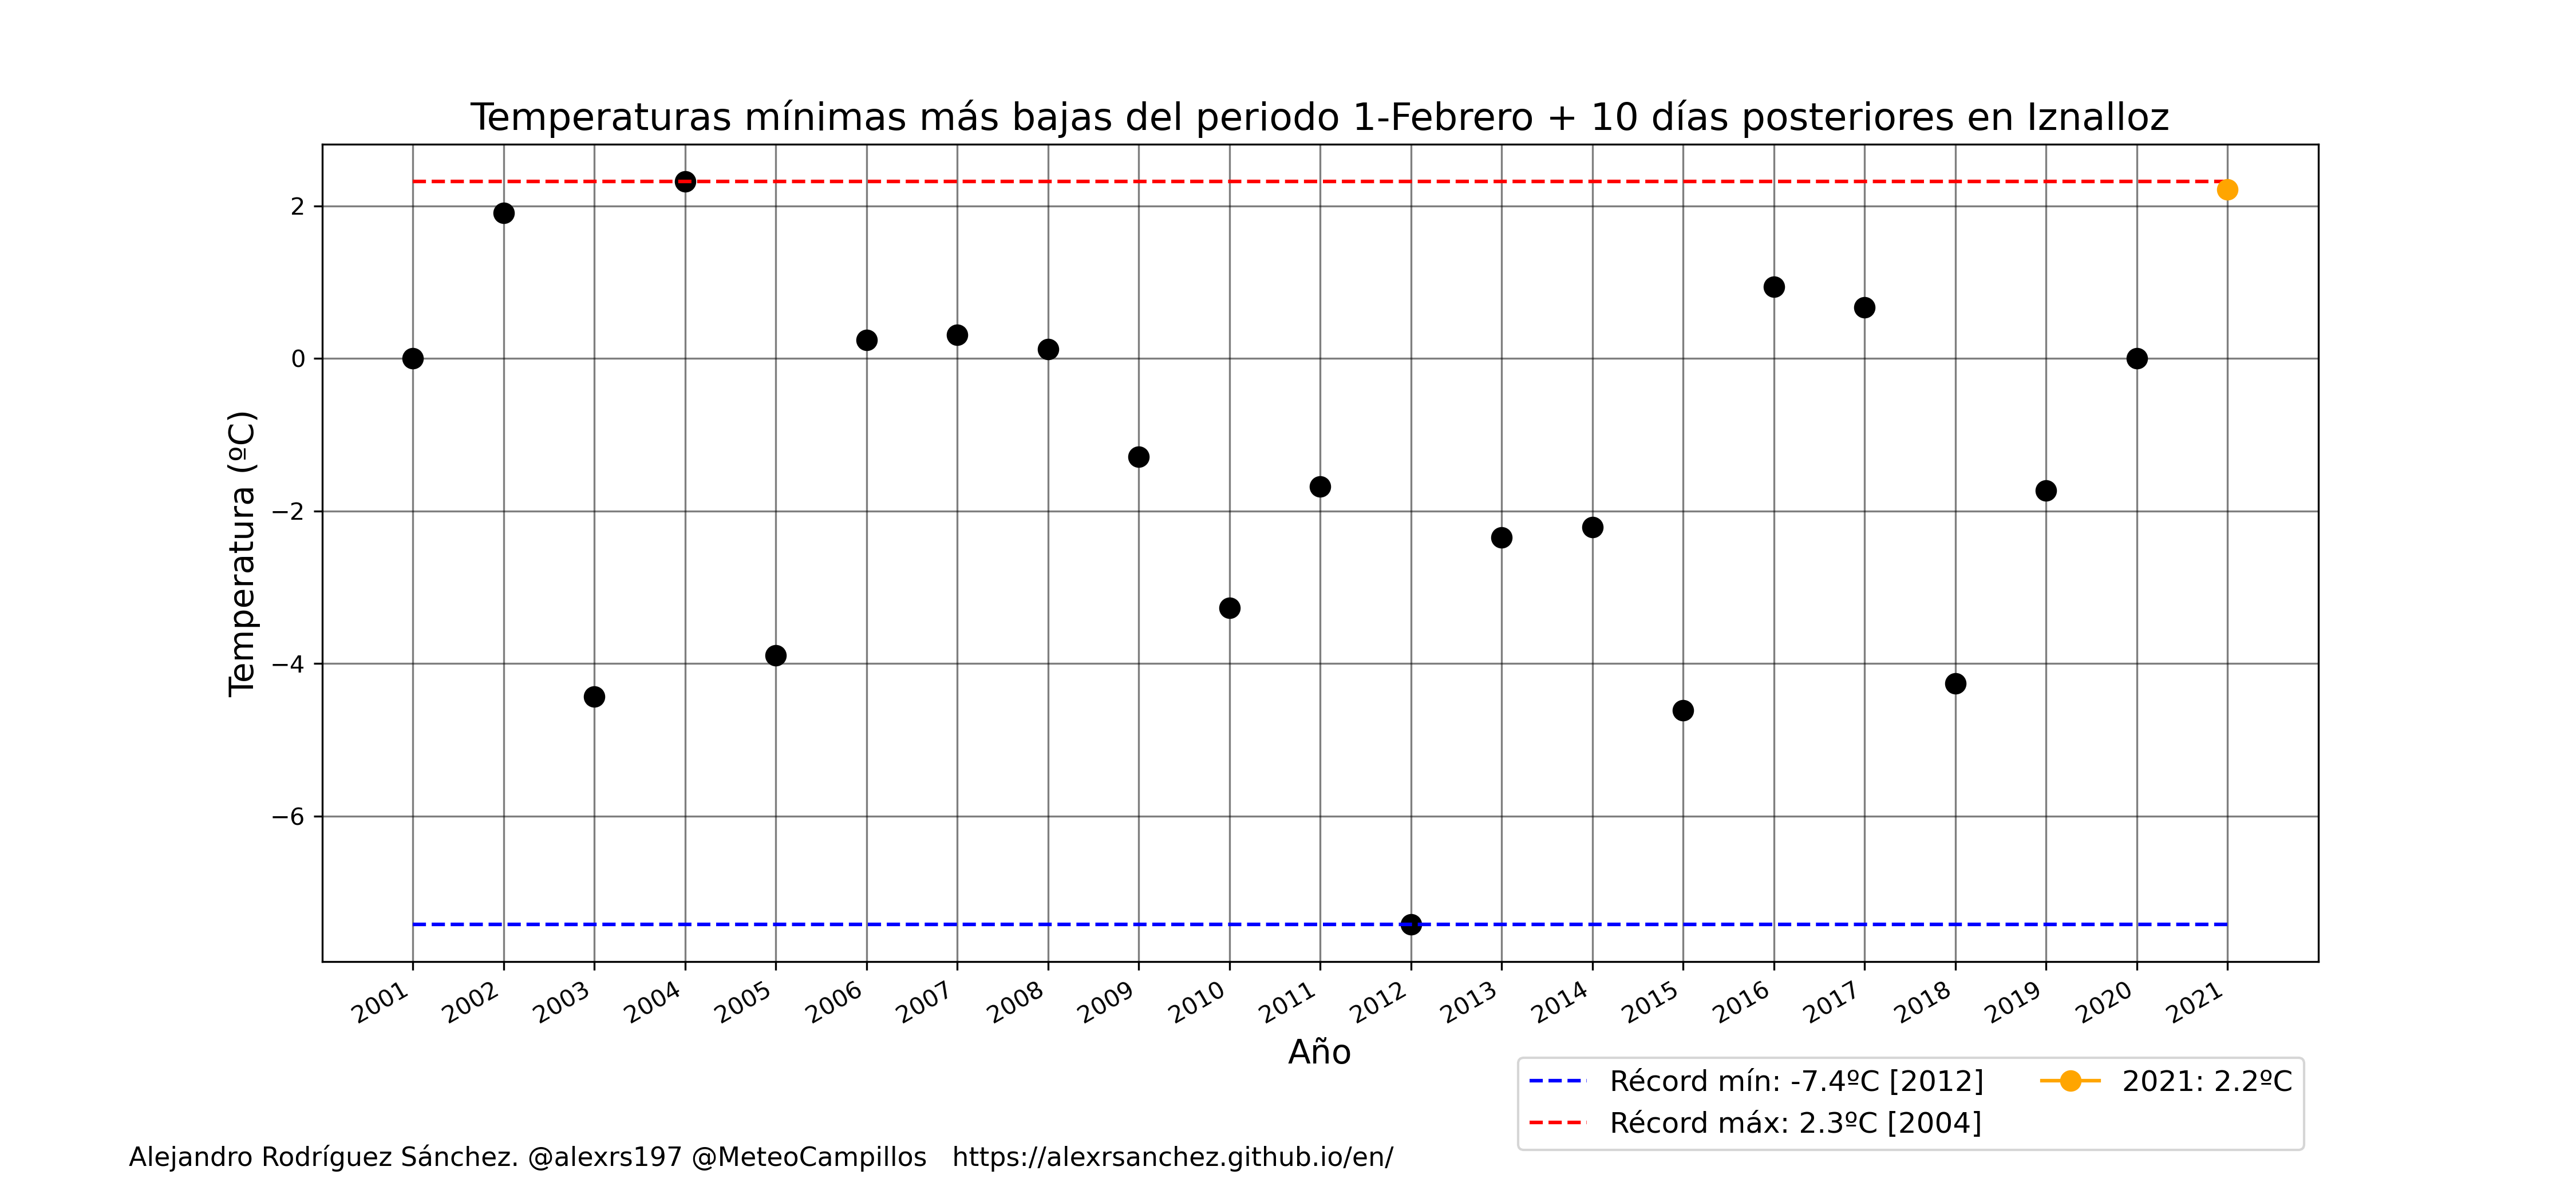 Temperaturas mínimas más bajas del periodo 1-Febrero + 10 días posteriores en Iznalloz
Temperatura (ºC)
2
0
−2
−4
−6
2001 2002 2003 2004 2005 2006 2007 2008 2009 2010 2011 2012 2013 2014 2015 2016 2017 2018 2019 2020 2021
Año
Récord mín: -7.4ºC [2012]
Récord máx: 2.3ºC [2004]
2021: 2.2ºC
Alejandro Rodríguez Sánchez. @alexrs197 @MeteoCampillos https://alexrsanchez.github.io/en/